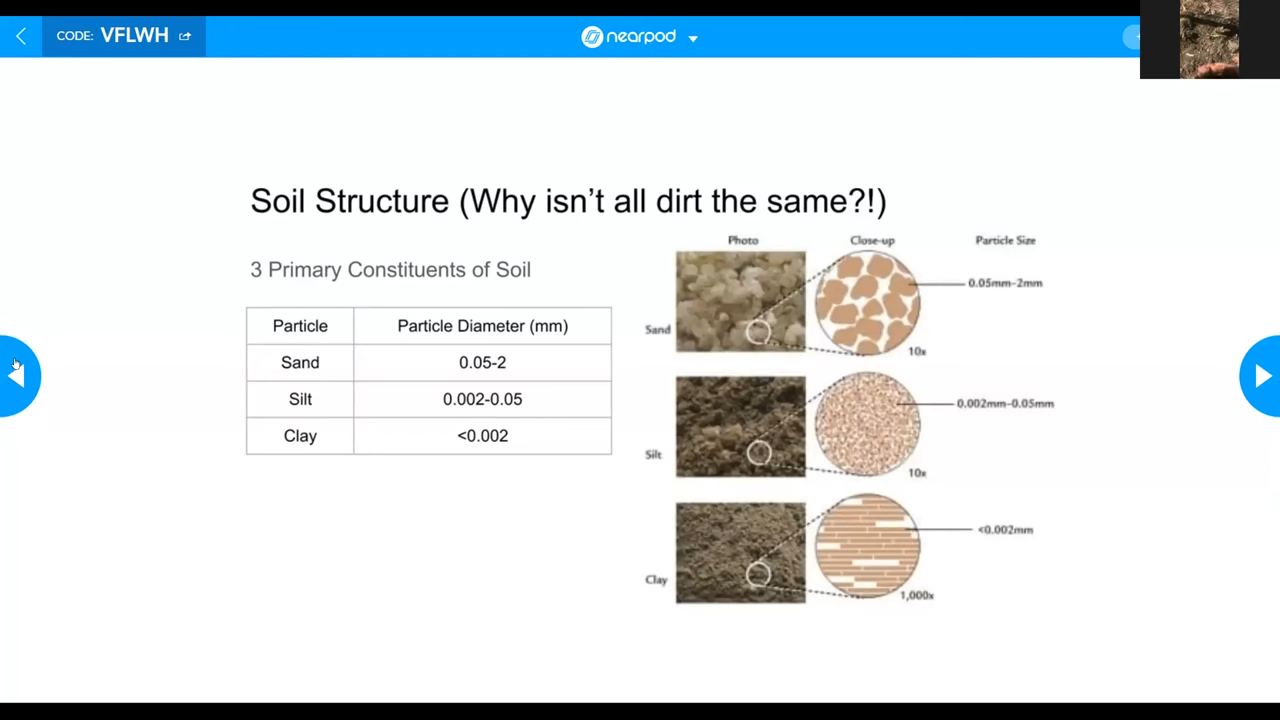 CODE: VFLWH
nearpod
Soil Structure (Why isn't all dirt the same?!)
3 Primary Constituents of Soil
Particle Particle Diameter (mm)
Sand 0.05-2
Silt 0.002-0.05
Clay <0.002
Photo Close-up Particle Size
0.05mm-2mm
Sand
10x
0.002mm-0.05mm
Silt
10x
<0.002mm
Clay
1,000x